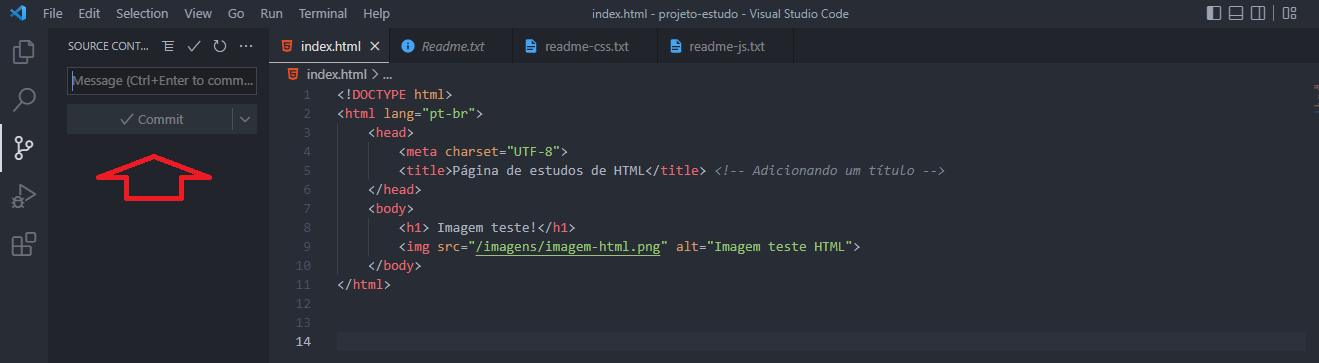 File Edit Selection View Go Run Terminal Help index.html - projeto-estudo - Visual Studio Code
SOURCE CONT... ...
index.html Readme.txt readme-css.txt readme-js.txt
Message (Ctrl+Enter to comm...
Commit
index.html > ...
1 <!DOCTYPE html>
2 <html lang="pt-br">
3 <head>
4 <meta charset="UTF-8">
5 <title>Página de estudos de HTML</title> <!-- Adicionando um título -->
6 </head>
7 <body>
8 <h1> Imagem teste!</h1>
9 <img src="/imagens/imagem-html.png" alt="Imagem teste HTML">
10 </body>
11 </html>
12
13
14